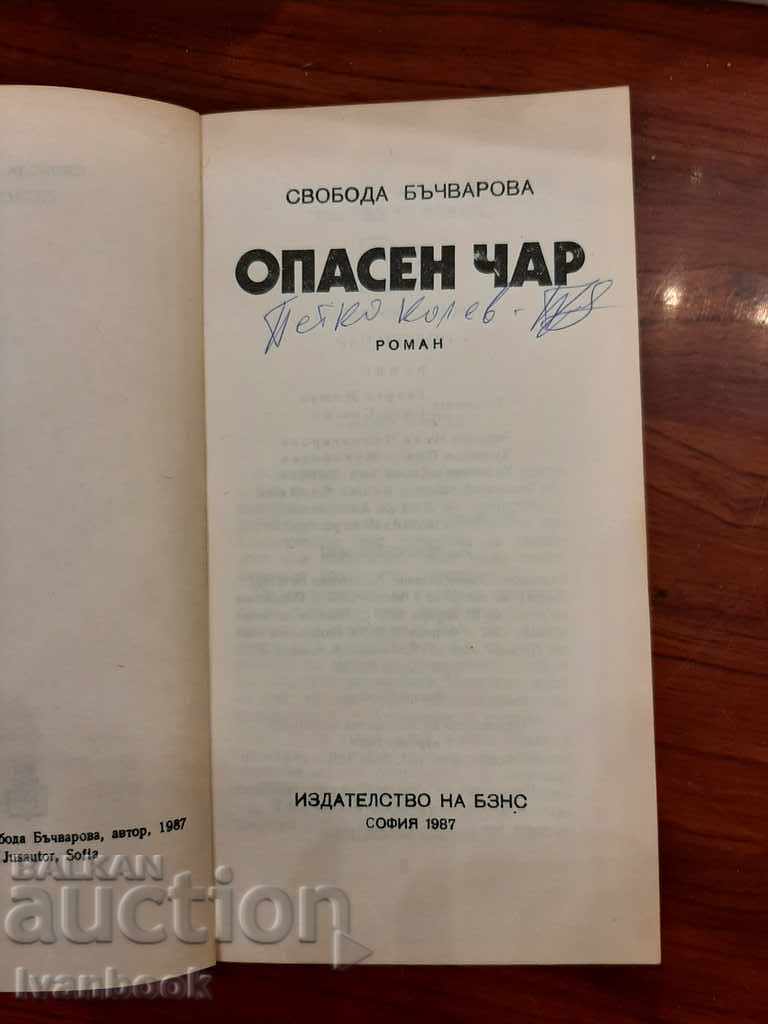 СВОБОДА БЪЧВАРОВА
ОПАСЕН ЧАР
Петко Колев -
РОМАН
ИЗДАТЕЛСТВО НА БЗНС
СОФИЯ 1987
бода Бъчварова, автор, 1987
Jusautor, Sofia
BALKAN
auction
Ivanbook